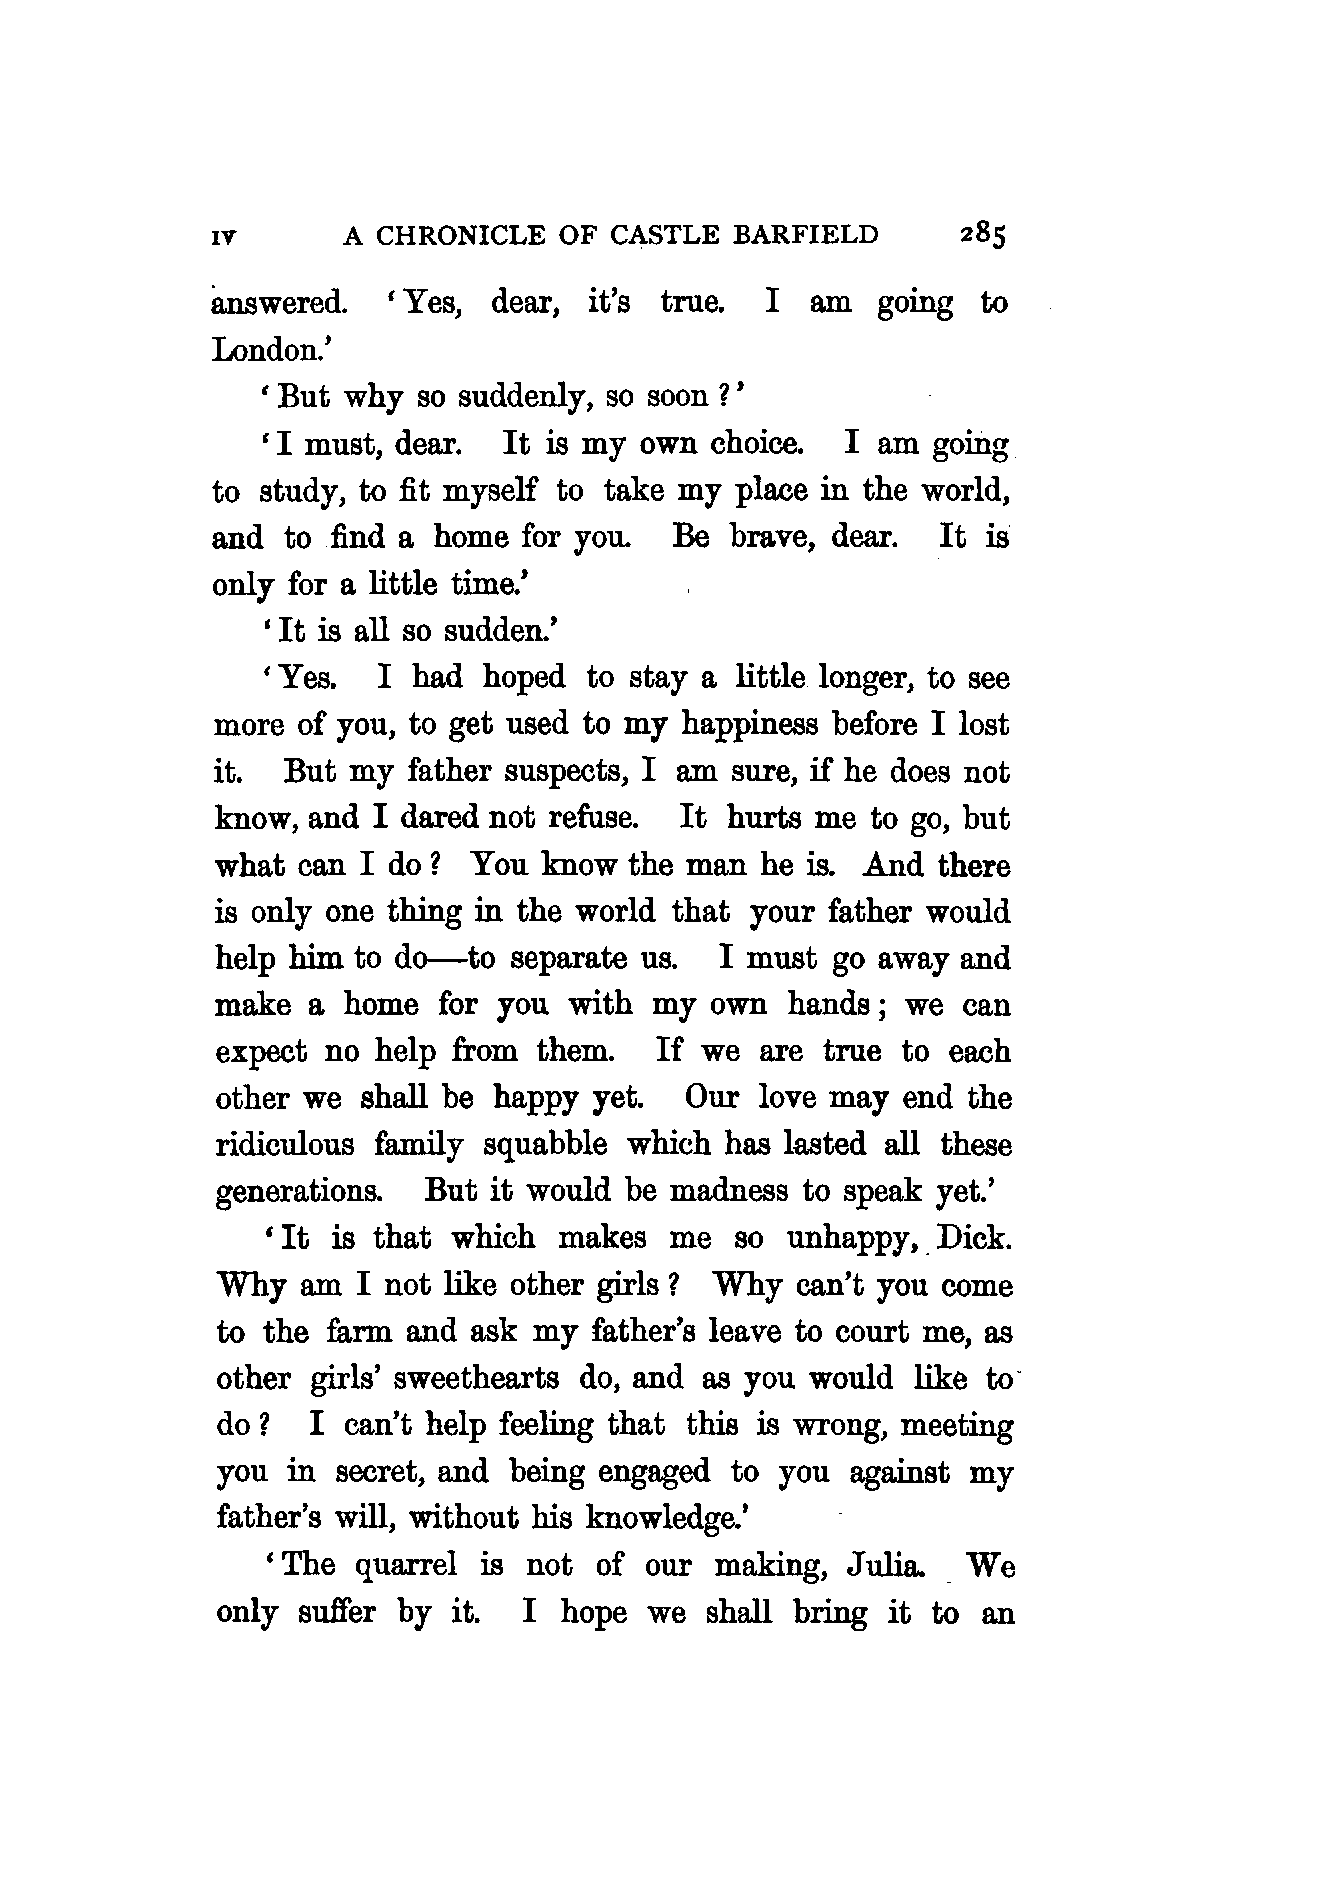 IV A CHRONICLE OF CASTLE BARFIELD 285
answered. ‘Yes, dear, it’s true. I am going to
London.’
‘But why so suddenly, so soon?’
‘I must, dear. It is my own choice. I am going
to study, to fit myself to take my place in the world,
and to find a home for you. Be brave, dear. It is
only for a little time.’
‘It is all so sudden.’
‘Yes. I had hoped to stay a little longer, to see
more of you, to get used to my happiness before I lost
it. But my father suspects, I am sure, if he does not
know, and I dared not refuse. It hurts me to go, but
what can I do? You know the man he is. And there
is only one thing in the world that your father would
help him to do—to separate us. I must go away and
make a home for you with my own hands; we can
expect no help from them. If we are true to each
other we shall be happy yet. Our love may end the
ridiculous family squabble which has lasted all these
generations. But it would be madness to speak yet.’
‘It is that which makes me so unhappy, Dick.
Why am I not like other girls? Why can’t you come
to the farm and ask my father’s leave to court me, as
other girls’ sweethearts do, and as you would like to
do? I can’t help feeling that this is wrong, meeting
you in secret, and being engaged to you against my
father’s will, without his knowledge.’
‘The quarrel is not of our making, Julia. We
only suffer by it. I hope we shall bring it to an